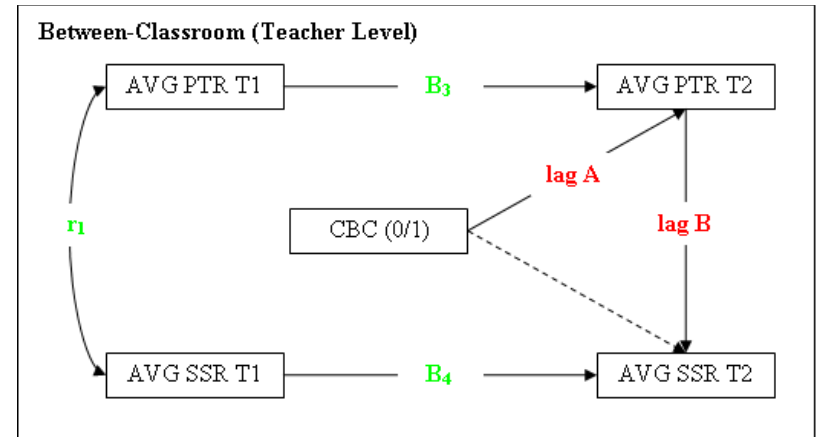 Between-Classroom (Teacher Level)
AVG PTR T1
B₃
AVG PTR T2
lag A
r₁
CBC (0/1)
lag B
AVG SSR T1
B₄
AVG SSR T2